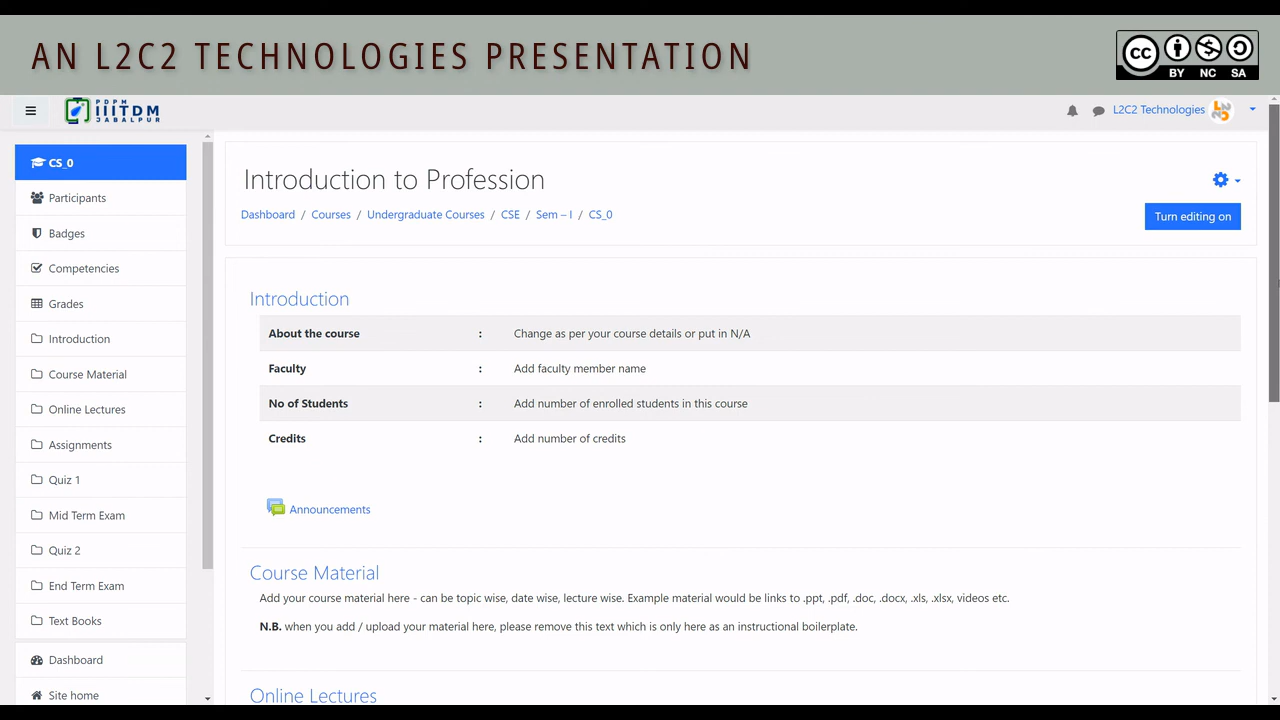 AN L2C2 TECHNOLOGIES PRESENTATION
CC BY NC SA
PDPM
IIITDM
JABALPUR
L2C2 Technologies
CS_0
Participants
Badges
Competencies
Grades
Introduction
Course Material
Online Lectures
Assignments
Quiz 1
Mid Term Exam
Quiz 2
End Term Exam
Text Books
Dashboard
Site home
Introduction to Profession
Dashboard / Courses / Undergraduate Courses / CSE / Sem – I / CS_0
Turn editing on
Introduction
About the course : Change as per your course details or put in N/A
Faculty : Add faculty member name
No of Students : Add number of enrolled students in this course
Credits : Add number of credits
Announcements
Course Material
Add your course material here - can be topic wise, date wise, lecture wise. Example material would be links to .ppt, .pdf, .doc, .docx, .xls, .xlsx, videos etc.
N.B. when you add / upload your material here, please remove this text which is only here as an instructional boilerplate.
Online Lectures